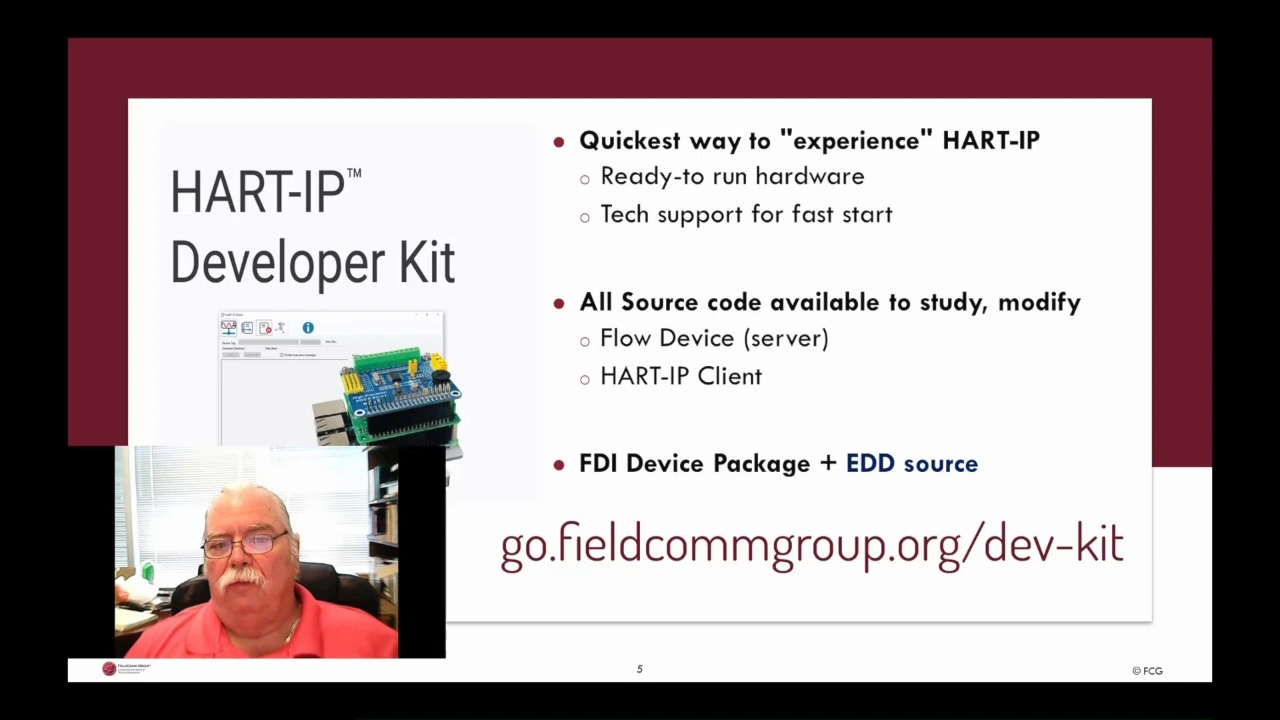 HART-IP™
Developer Kit
• Quickest way to "experience" HART-IP
○ Ready-to run hardware
○ Tech support for fast start
• All Source code available to study, modify
○ Flow Device (server)
○ HART-IP Client
• FDI Device Package + EDD source
go.fieldcommgroup.org/dev-kit
FIELDCOMM GROUP
5
© FCG